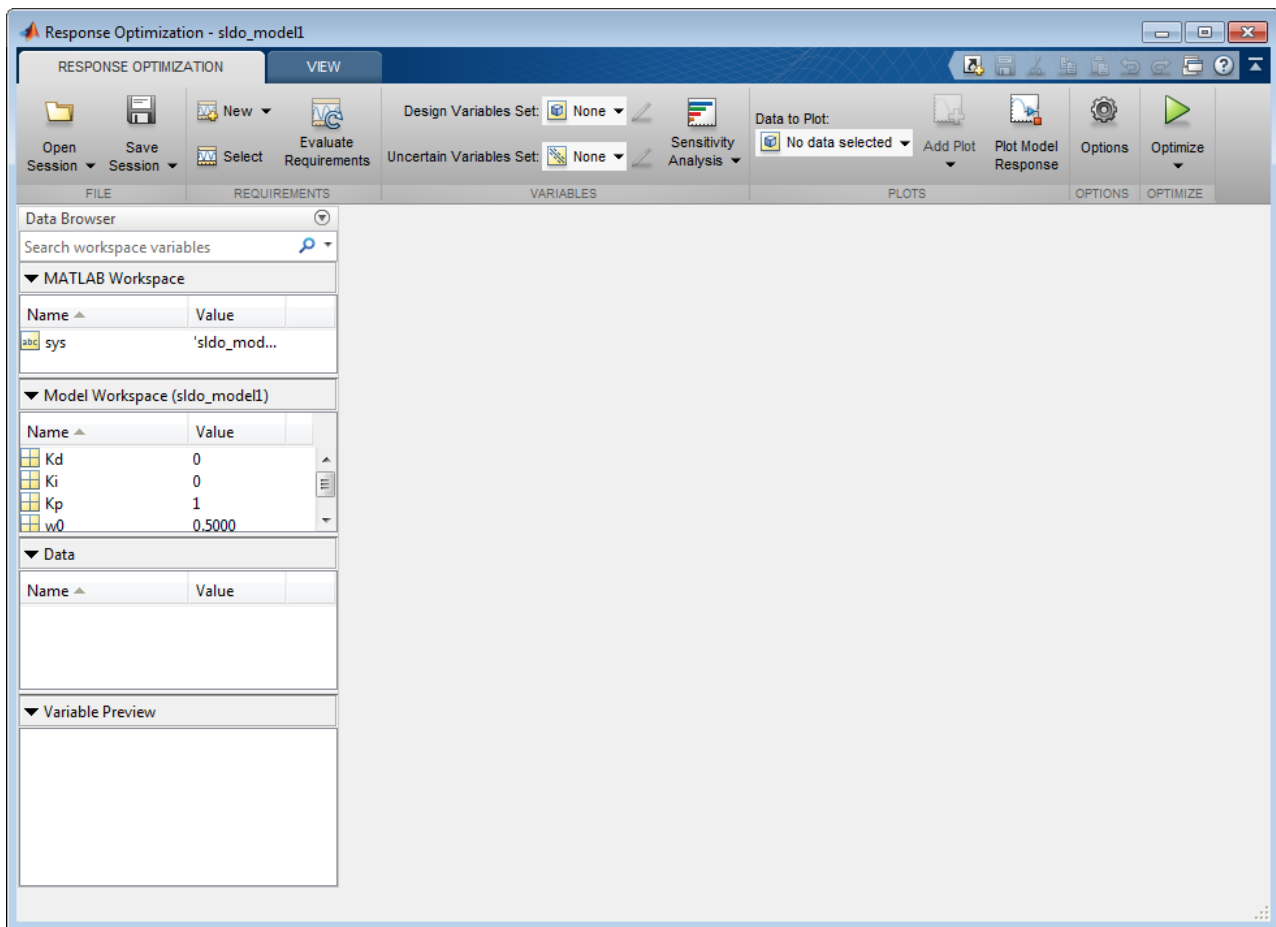 Response Optimization - sldo_model1
RESPONSE OPTIMIZATION
VIEW
Open Session
Save Session
New
Select
Evaluate Requirements
Design Variables Set: None
Uncertain Variables Set: None
Sensitivity Analysis
Data to Plot:
No data selected
Add Plot
Plot Model Response
Options
Optimize
FILE
REQUIREMENTS
VARIABLES
PLOTS
OPTIONS
OPTIMIZE
Data Browser
Search workspace variables
MATLAB Workspace
Name Value
abc sys 'sldo_mod...
Model Workspace (sldo_model1)
Name Value
Kd 0
Ki 0
Kp 1
w0 0.5000
Data
Name Value
Variable Preview